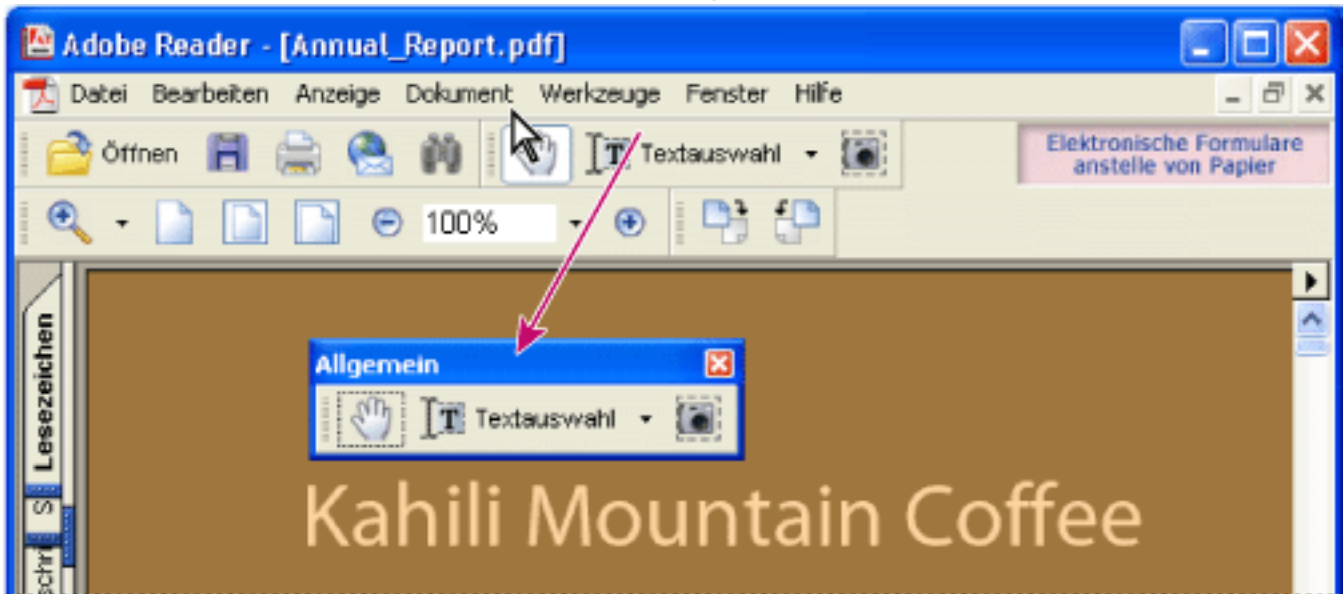 Adobe Reader - [Annual_Report.pdf]
Datei Bearbeiten Anzeige Dokument Werkzeuge Fenster Hilfe
Öffnen Textauswahl
Elektronische Formulare
anstelle von Papier
100%
Lesezeichen
Allgemein
Textauswahl
Kahili Mountain Coffee